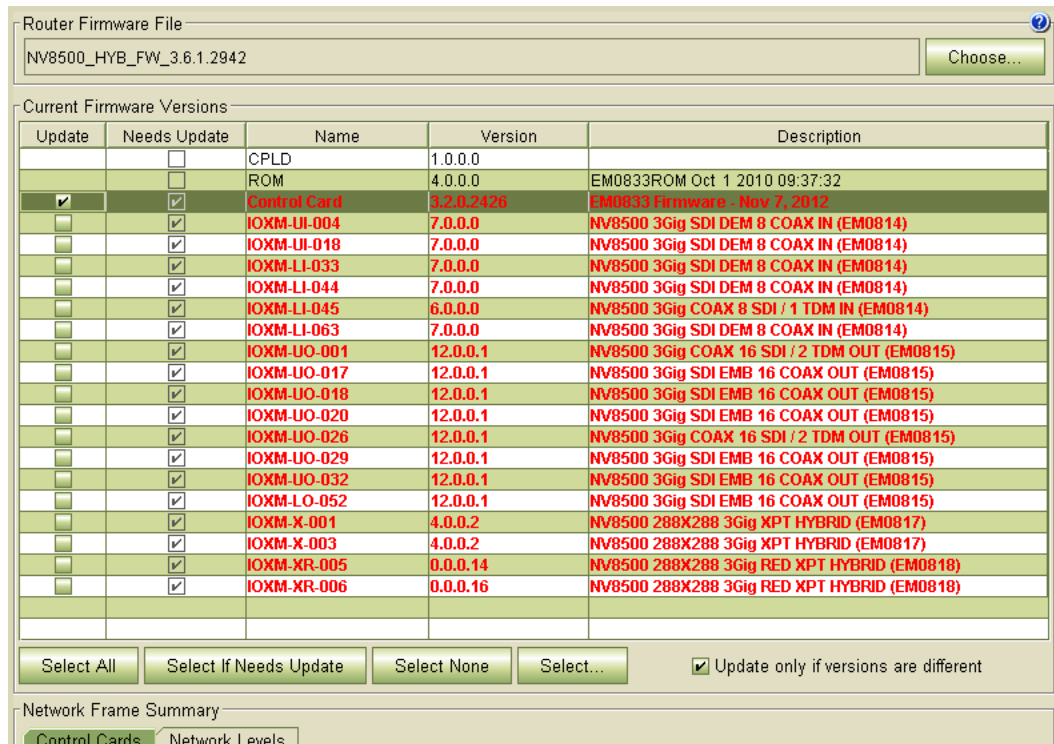 Router Firmware File
?
NV8500_HYB_FW_3.6.1.2942
Choose...
Current Firmware Versions
Update Needs Update Name Version Description
CPLD 1.0.0.0
ROM 4.0.0.0 EM0833ROM Oct 1 2010 09:37:32
Control Card 3.2.0.2426 EM0833 Firmware - Nov 7, 2012
IOXM-UI-004 7.0.0.0 NV8500 3Gig SDI DEM 8 COAX IN (EM0814)
IOXM-UI-018 7.0.0.0 NV8500 3Gig SDI DEM 8 COAX IN (EM0814)
IOXM-LI-033 7.0.0.0 NV8500 3Gig SDI DEM 8 COAX IN (EM0814)
IOXM-LI-044 7.0.0.0 NV8500 3Gig SDI DEM 8 COAX IN (EM0814)
IOXM-LI-045 6.0.0.0 NV8500 3Gig COAX 8 SDI / 1 TDM IN (EM0814)
IOXM-LI-063 7.0.0.0 NV8500 3Gig SDI DEM 8 COAX IN (EM0814)
IOXM-UO-001 12.0.0.1 NV8500 3Gig COAX 16 SDI / 2 TDM OUT (EM0815)
IOXM-UO-017 12.0.0.1 NV8500 3Gig SDI EMB 16 COAX OUT (EM0815)
IOXM-UO-018 12.0.0.1 NV8500 3Gig SDI EMB 16 COAX OUT (EM0815)
IOXM-UO-020 12.0.0.1 NV8500 3Gig SDI EMB 16 COAX OUT (EM0815)
IOXM-UO-026 12.0.0.1 NV8500 3Gig COAX 16 SDI / 2 TDM OUT (EM0815)
IOXM-UO-029 12.0.0.1 NV8500 3Gig SDI EMB 16 COAX OUT (EM0815)
IOXM-UO-032 12.0.0.1 NV8500 3Gig SDI EMB 16 COAX OUT (EM0815)
IOXM-LO-052 12.0.0.1 NV8500 3Gig SDI EMB 16 COAX OUT (EM0815)
IOXM-X-001 4.0.0.2 NV8500 288X288 3Gig XPT HYBRID (EM0817)
IOXM-X-003 4.0.0.2 NV8500 288X288 3Gig XPT HYBRID (EM0817)
IOXM-XR-005 0.0.0.14 NV8500 288X288 3Gig RED XPT HYBRID (EM0818)
IOXM-XR-006 0.0.0.16 NV8500 288X288 3Gig RED XPT HYBRID (EM0818)
Select All Select If Needs Update Select None Select... Update only if versions are different
Network Frame Summary
Control Cards Network Levels